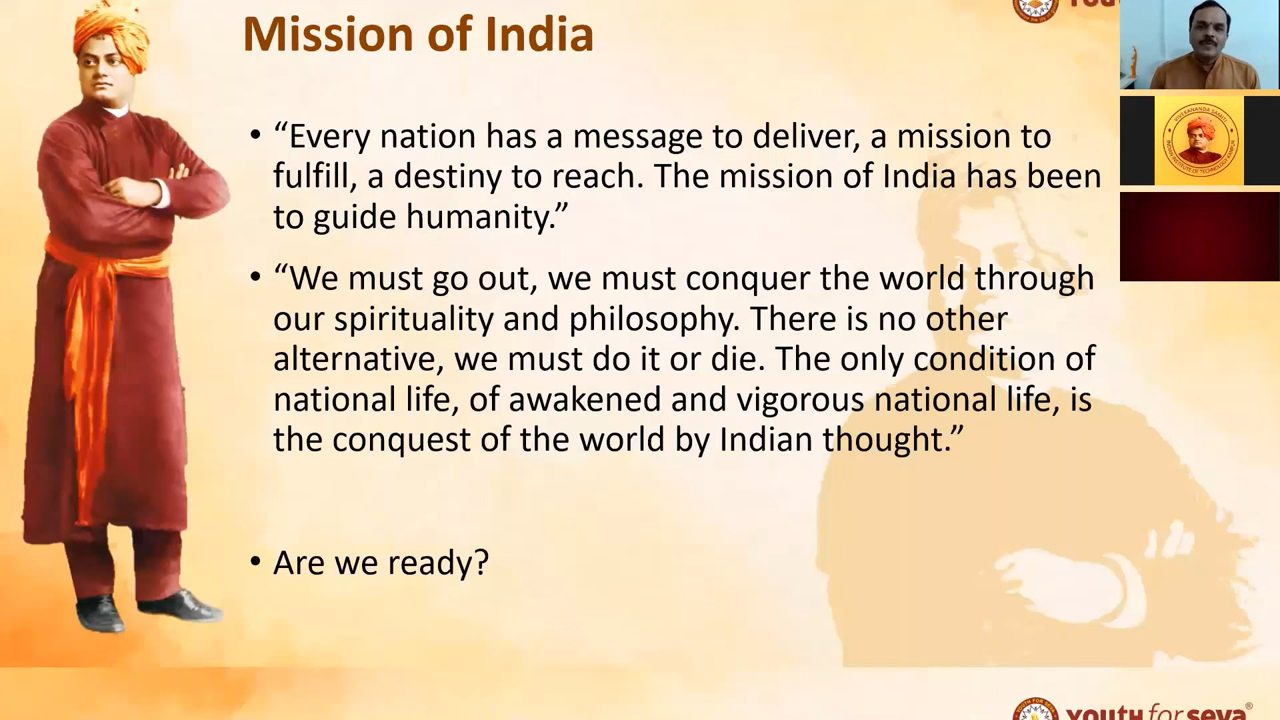 Mission of India
• “Every nation has a message to deliver, a mission to
fulfill, a destiny to reach. The mission of India has been
to guide humanity.”
• “We must go out, we must conquer the world through
our spirituality and philosophy. There is no other
alternative, we must do it or die. The only condition of
national life, of awakened and vigorous national life, is
the conquest of the world by Indian thought.”
• Are we ready?
VIVEKANANDA SAMITI
YOUTH for seva®